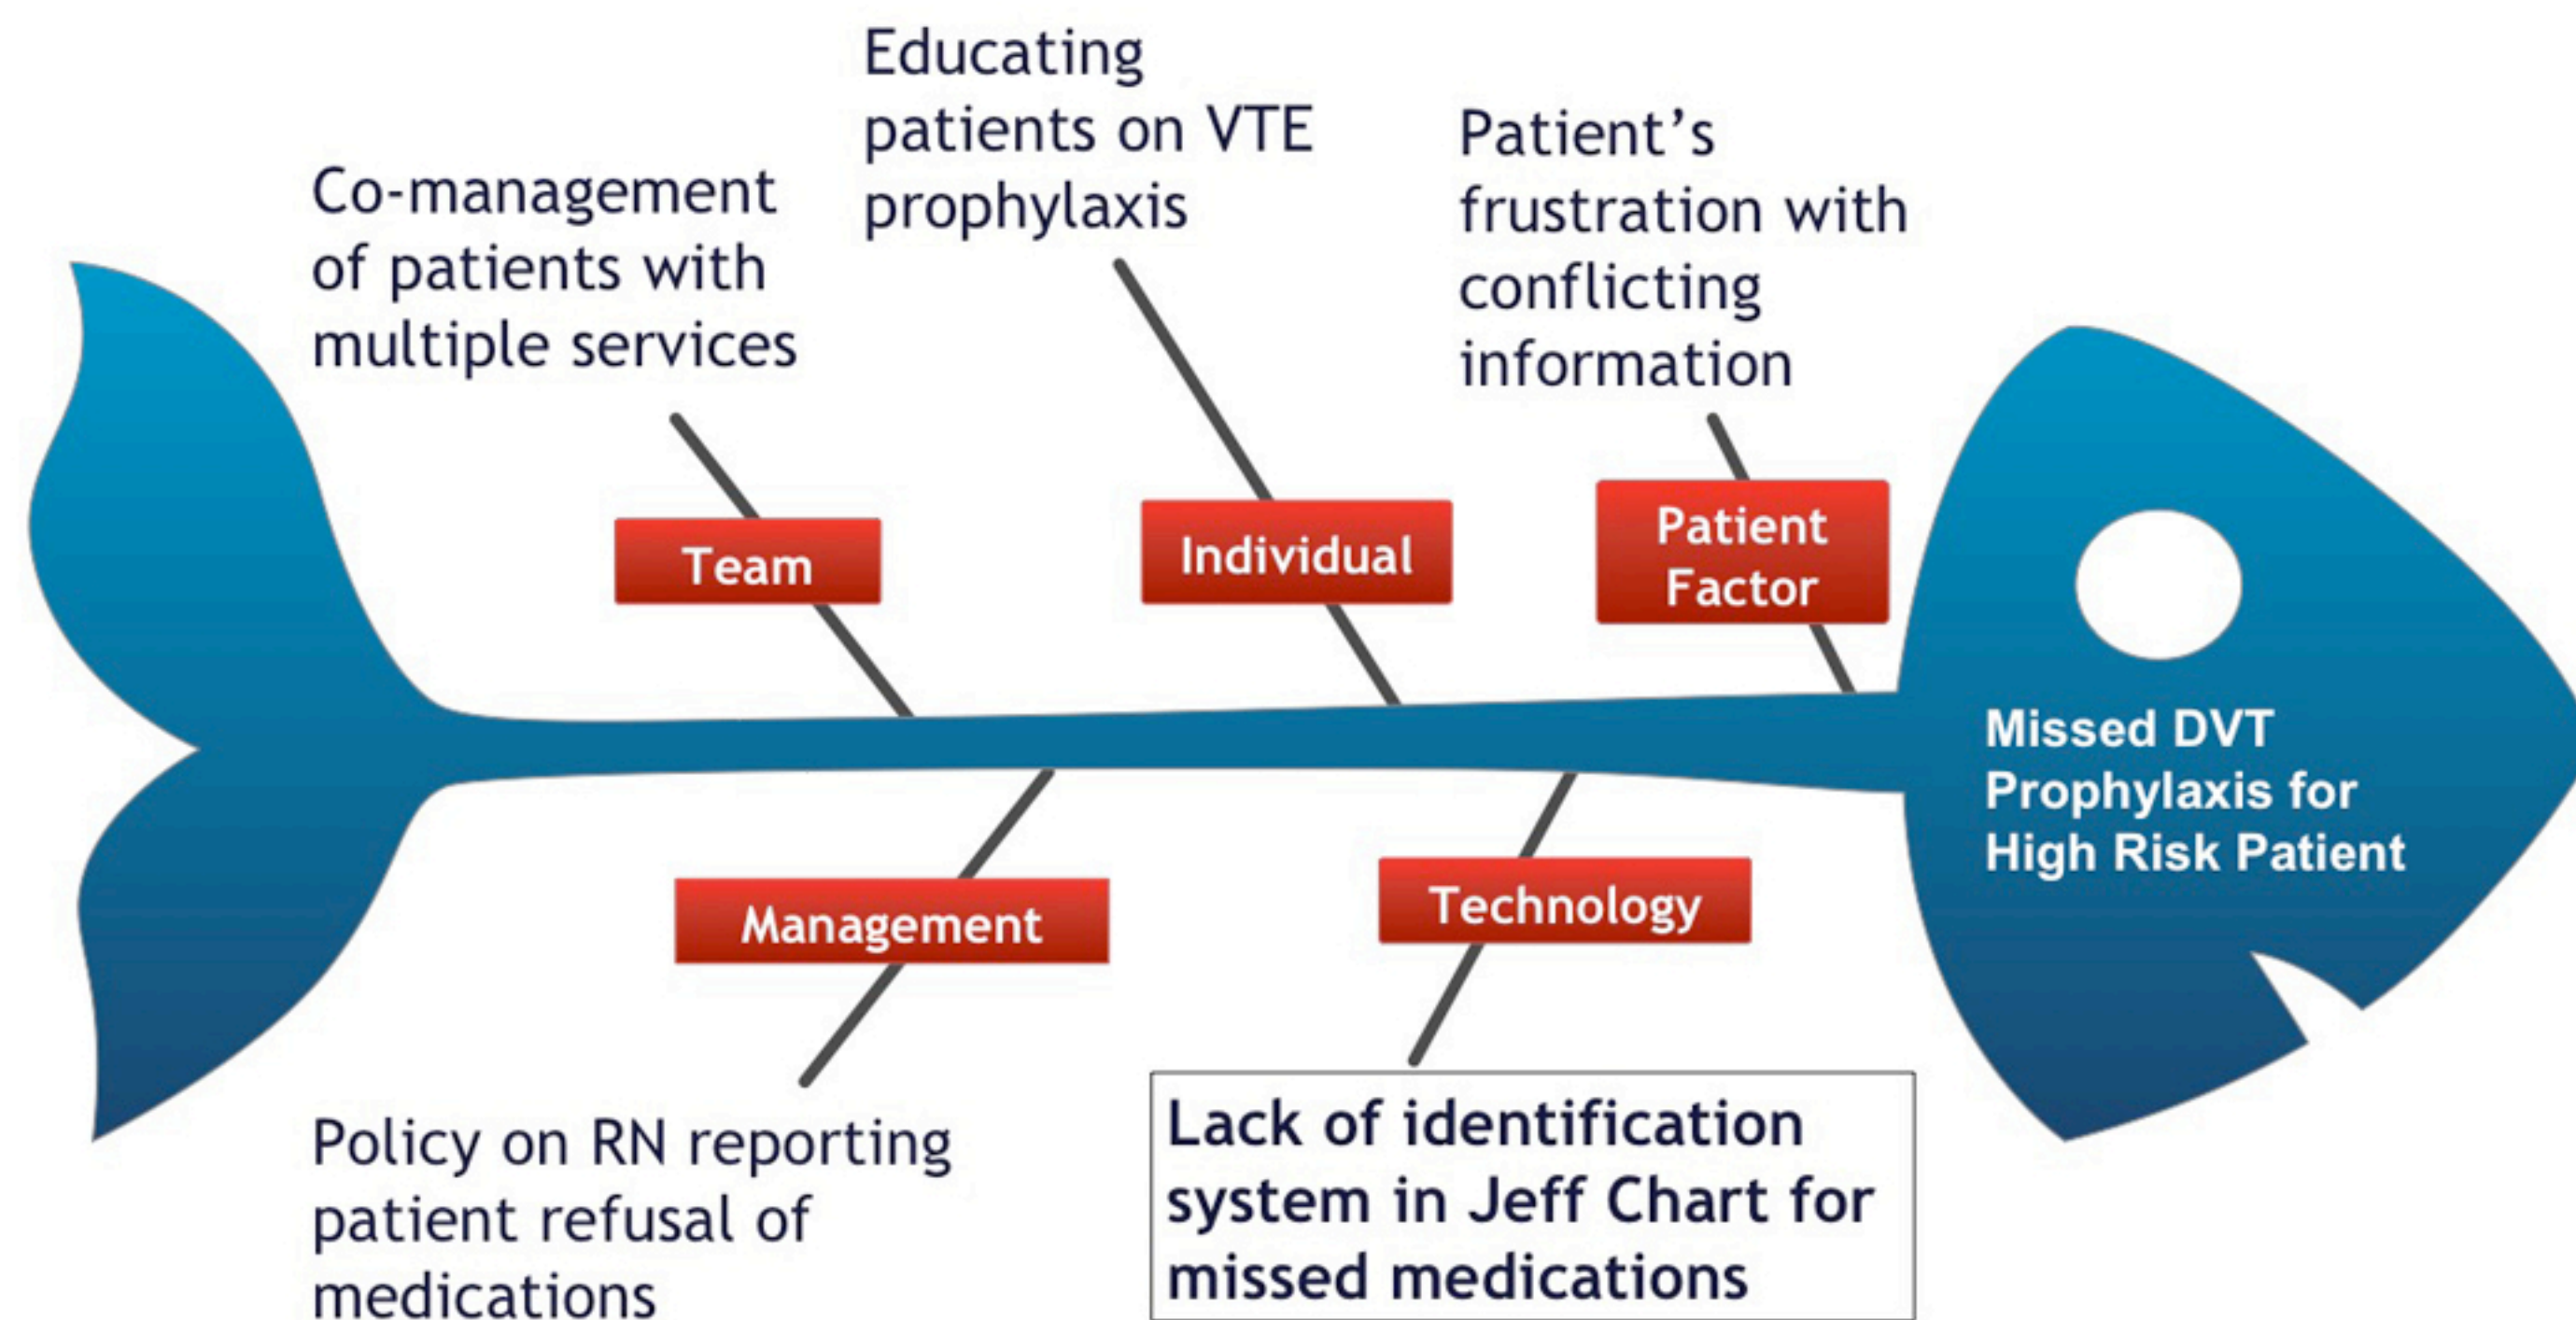 Co-management
of patients with
multiple services
Educating
patients on VTE
prophylaxis
Patient’s
frustration with
conflicting
information
Team
Individual
Patient
Factor
Missed DVT
Prophylaxis for
High Risk Patient
Management
Technology
Policy on RN reporting
patient refusal of
medications
Lack of identification
system in Jeff Chart for
missed medications